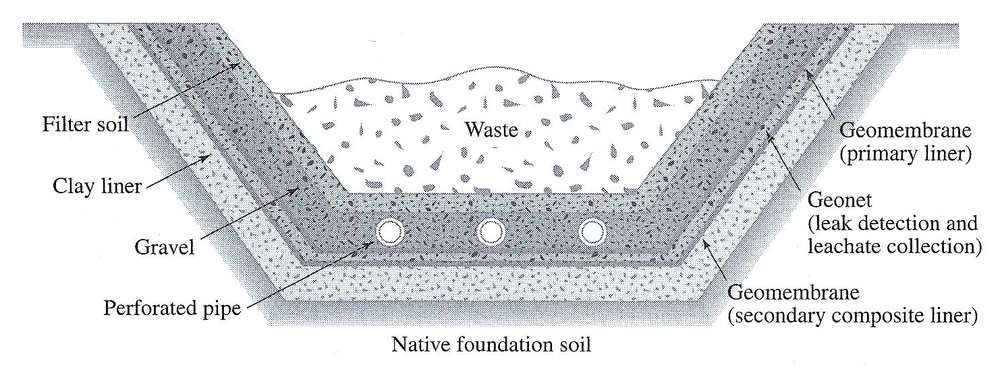 Waste
Filter soil
Clay liner
Gravel
Perforated pipe
Geomembrane
(primary liner)
Geonet
(leak detection and
leachate collection)
Geomembrane
(secondary composite liner)
Native foundation soil